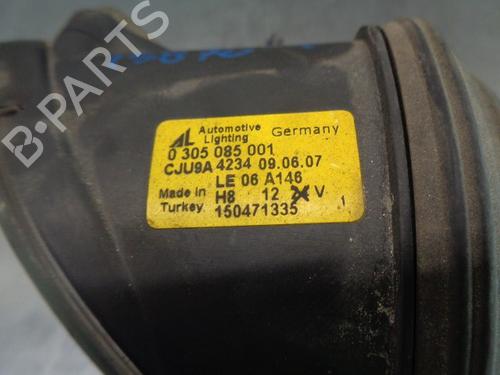 AL Automotive Lighting Germany
0 305 085 001
CJU9A 4234 09.06.07
LE 06 A146
Made in Turkey H8 12 V
150471335 1
B-PARTS